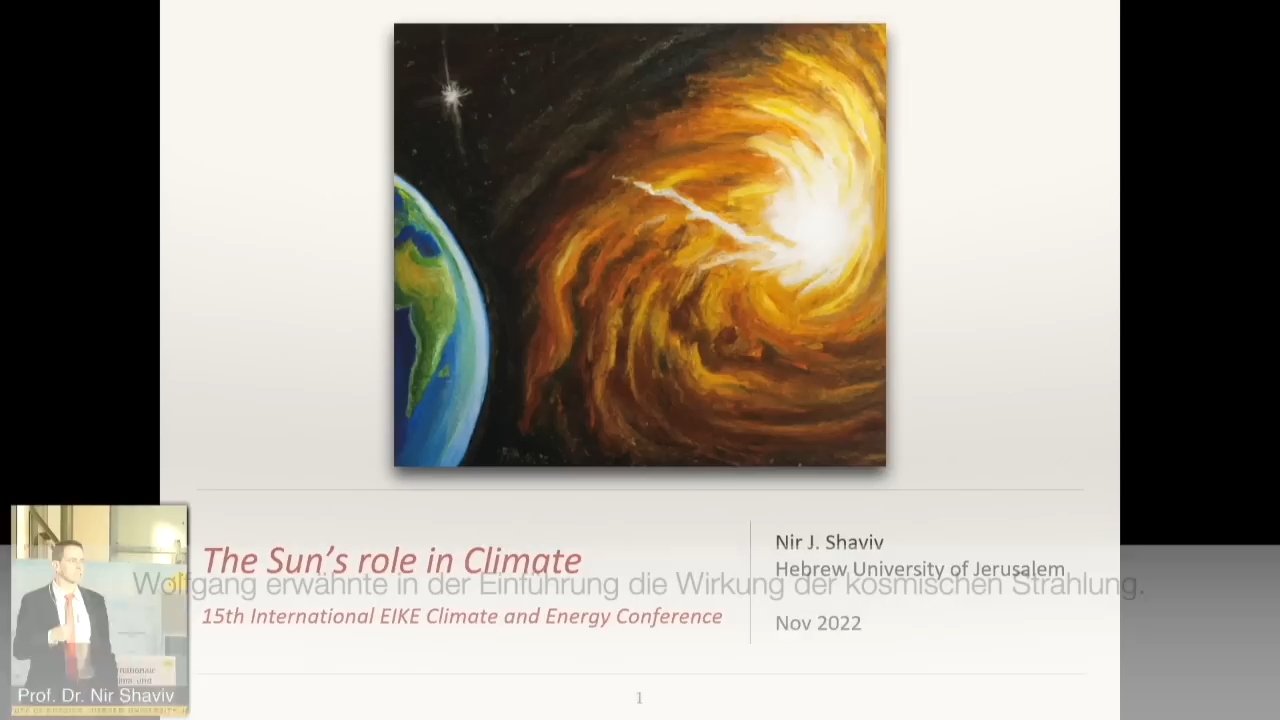 The Sun's role in Climate
15th International EIKE Climate and Energy Conference
Nir J. Shaviv
Hebrew University of Jerusalem
Nov 2022
Wolfgang erwähnte in der Einführung die Wirkung der kosmischen Strahlung.
Prof. Dr. Nir Shaviv
1